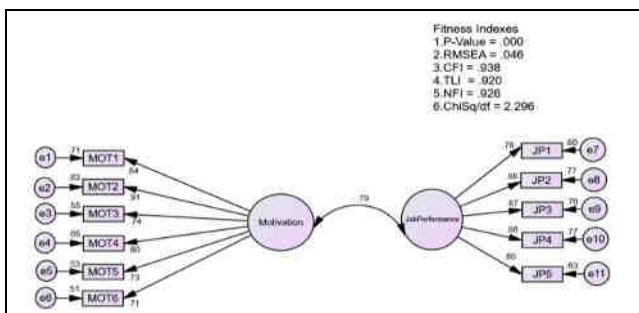 Fitness Indexes
1.P-Value = .000
2.RMSEA = .046
3.CFI = .938
4.TLI = .920
5.NFI = .926
6.ChiSq/df = 2.296
e1 .71 MOT1 .84
e2 .83 MOT2 .91
e3 .55 MOT3 .74
e4 .65 MOT4 .80
e5 .53 MOT5 .73
e6 .51 MOT6 .71
Motivation
.79
JobPerformance
.78 JP1 .60 e7
.88 JP2 .77 e8
.87 JP3 .76 e9
.88 JP4 .77 e10
.80 JP5 .63 e11